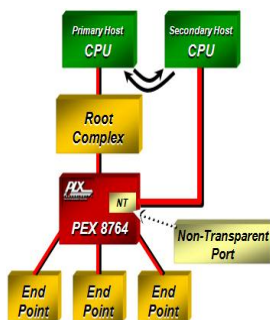 Primary Host
CPU
Secondary Host
CPU
Root
Complex
PLX
NT
PEX 8764
Non-Transparent
Port
End
Point
End
Point
End
Point